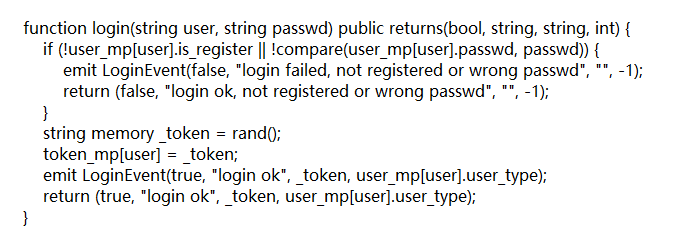 function login(string user, string passwd) public returns(bool, string, string, int) {
if (!user_mp[user].is_register || !compare(user_mp[user].passwd, passwd)) {
emit LoginEvent(false, "login failed, not registered or wrong passwd", "", -1);
return (false, "login ok, not registered or wrong passwd", "", -1);
}
string memory _token = rand();
token_mp[user] = _token;
emit LoginEvent(true, "login ok", _token, user_mp[user].user_type);
return (true, "login ok", _token, user_mp[user].user_type);
}